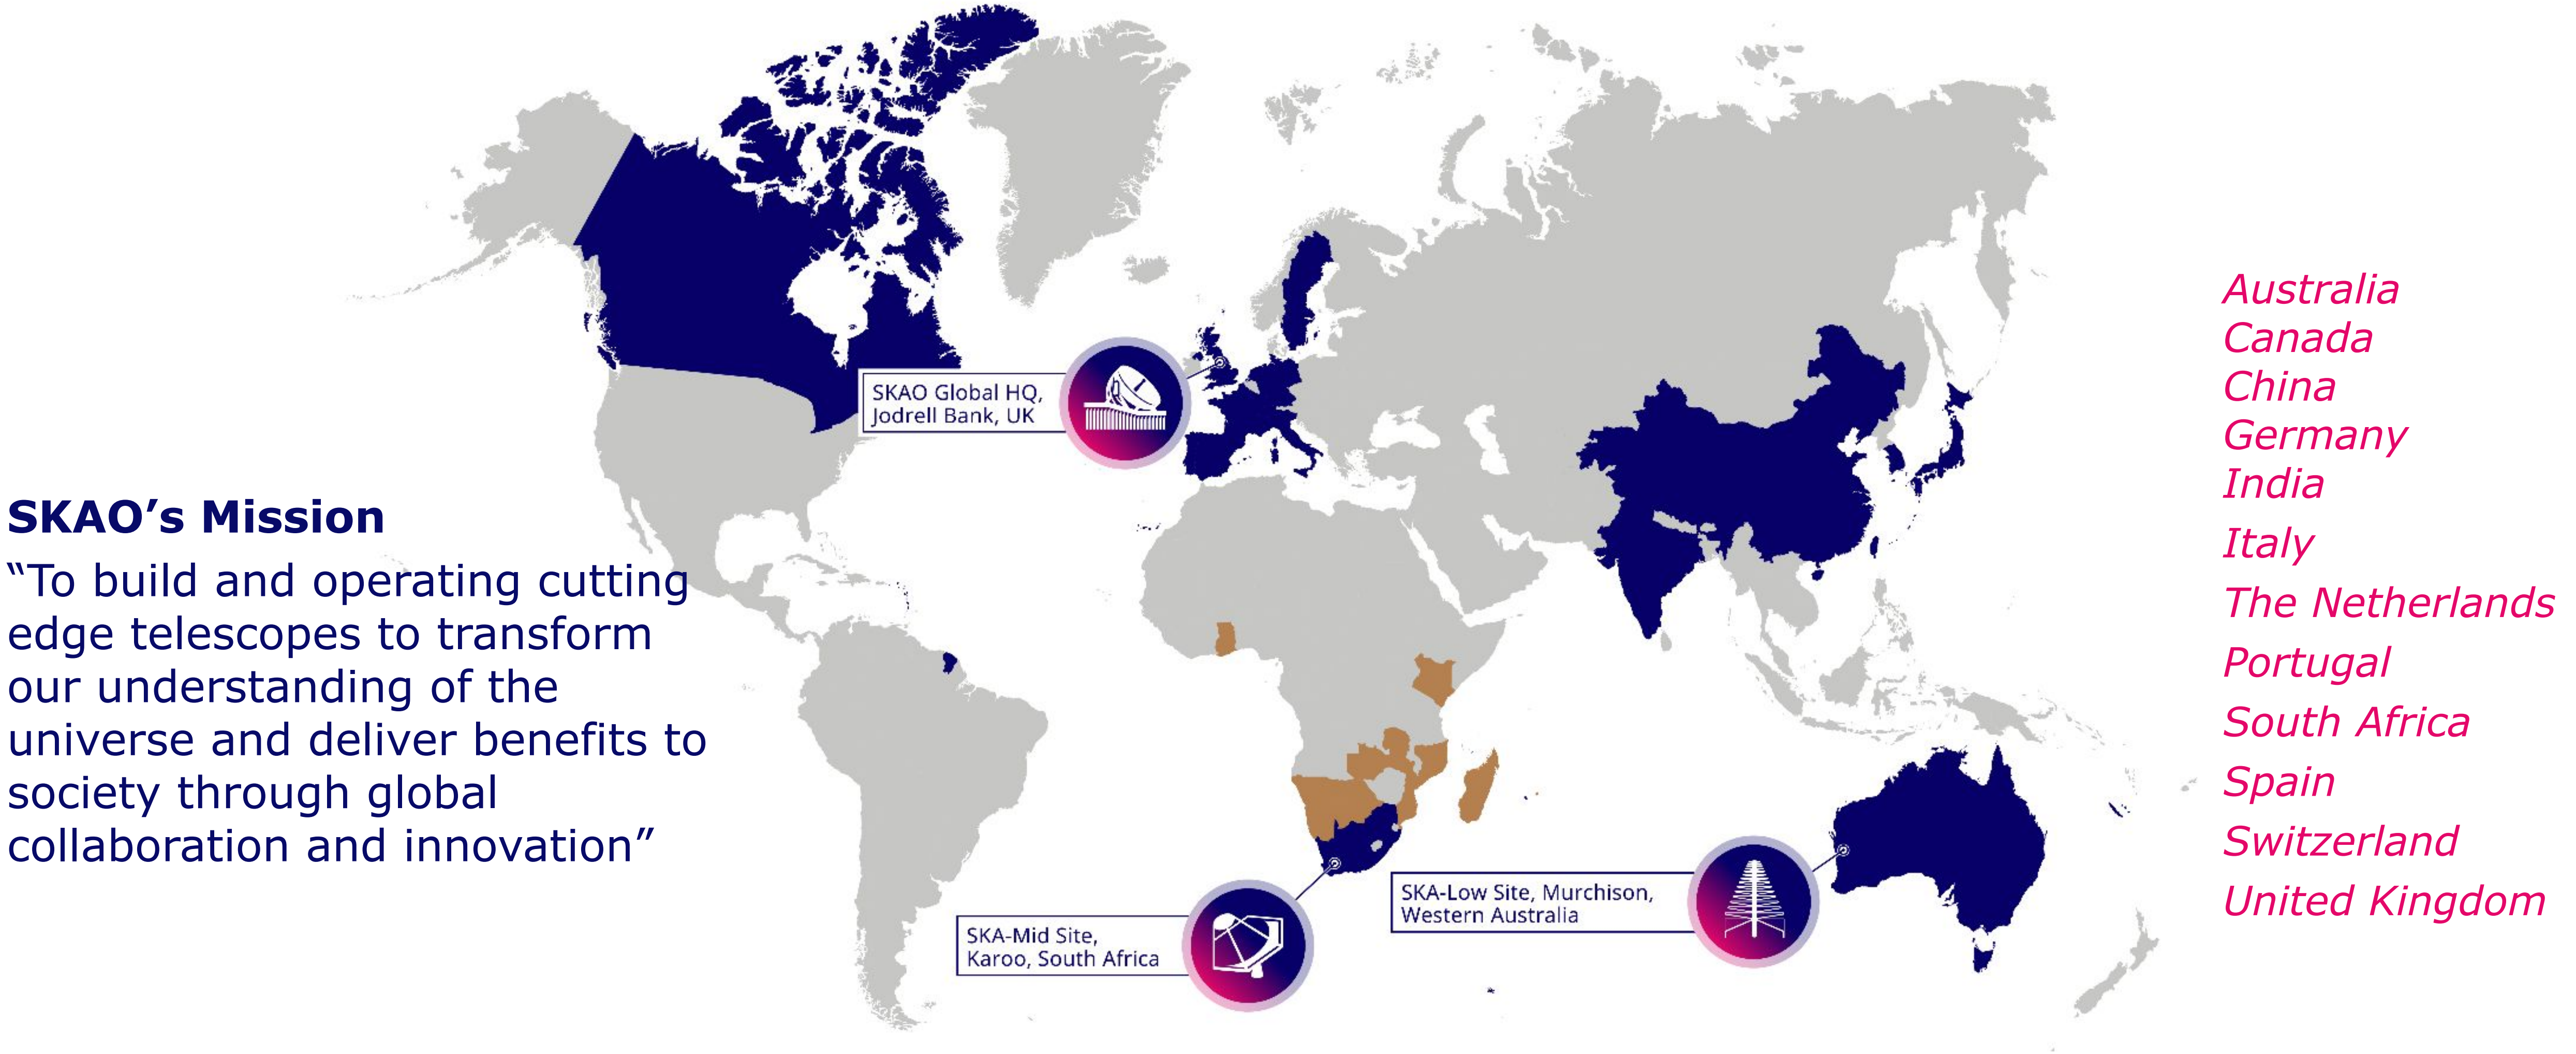 SKAO’s Mission
“To build and operating cutting
edge telescopes to transform
our understanding of the
universe and deliver benefits to
society through global
collaboration and innovation”
SKAO Global HQ,
Jodrell Bank, UK
SKA-Mid Site,
Karoo, South Africa
SKA-Low Site, Murchison,
Western Australia
Australia
Canada
China
Germany
India
Italy
The Netherlands
Portugal
South Africa
Spain
Switzerland
United Kingdom